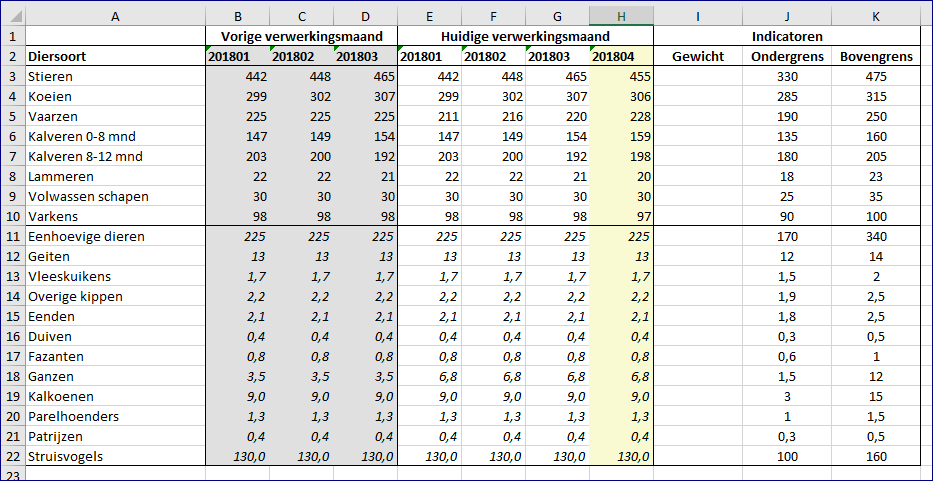 A B C D E F G H I J K
1 Vorige verwerkingsmaand Huidige verwerkingsmaand Indicatoren
2 Diersoort 201801 201802 201803 201801 201802 201803 201804 Gewicht Ondergrens Bovengrens
3 Stieren 442 448 465 442 448 465 455 330 475
4 Koeien 299 302 307 299 302 307 306 285 315
5 Vaarzen 225 225 225 211 216 220 228 190 250
6 Kalveren 0-8 mnd 147 149 154 147 149 154 159 135 160
7 Kalveren 8-12 mnd 203 200 192 203 200 192 198 180 205
8 Lammeren 22 22 21 22 22 21 20 18 23
9 Volwassen schapen 30 30 30 30 30 30 30 25 35
10 Varkens 98 98 98 98 98 98 97 90 100
11 Eenhoevige dieren 225 225 225 225 225 225 225 170 340
12 Geiten 13 13 13 13 13 13 13 12 14
13 Vleeskuikens 1,7 1,7 1,7 1,7 1,7 1,7 1,7 1,5 2
14 Overige kippen 2,2 2,2 2,2 2,2 2,2 2,2 2,2 1,9 2,5
15 Eenden 2,1 2,1 2,1 2,1 2,1 2,1 2,1 1,8 2,5
16 Duiven 0,4 0,4 0,4 0,4 0,4 0,4 0,4 0,3 0,5
17 Fazanten 0,8 0,8 0,8 0,8 0,8 0,8 0,8 0,6 1
18 Ganzen 3,5 3,5 3,5 6,8 6,8 6,8 6,8 1,5 12
19 Kalkoenen 9,0 9,0 9,0 9,0 9,0 9,0 9,0 3 15
20 Parelhoenders 1,3 1,3 1,3 1,3 1,3 1,3 1,3 1 1,5
21 Patrijzen 0,4 0,4 0,4 0,4 0,4 0,4 0,4 0,3 0,5
22 Struisvogels 130,0 130,0 130,0 130,0 130,0 130,0 130,0 100 160
23